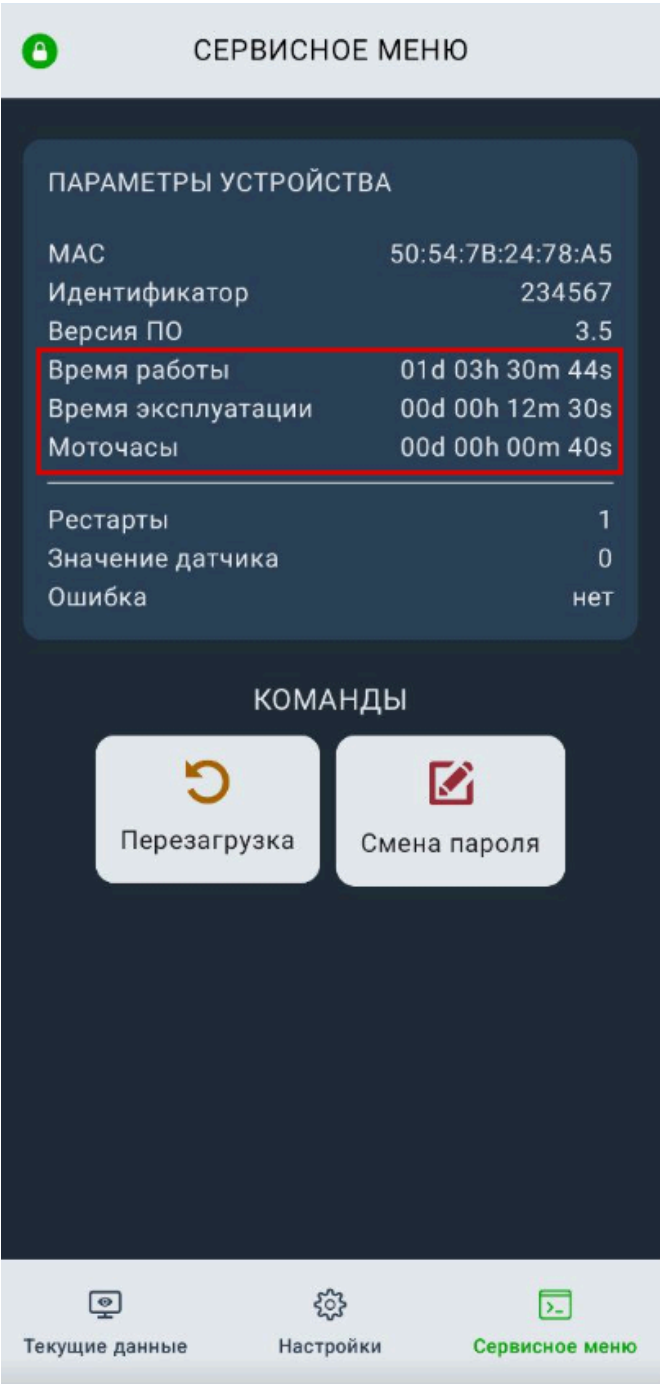 СЕРВИСНОЕ МЕНЮ
ПАРАМЕТРЫ УСТРОЙСТВА
MAC 50:54:7B:24:78:A5
Идентификатор 234567
Версия ПО 3.5
Время работы 01d 03h 30m 44s
Время эксплуатации 00d 00h 12m 30s
Моточасы 00d 00h 00m 40s
Рестарты 1
Значение датчика 0
Ошибка нет
КОМАНДЫ
Перезагрузка Смена пароля
Текущие данные Настройки Сервисное меню